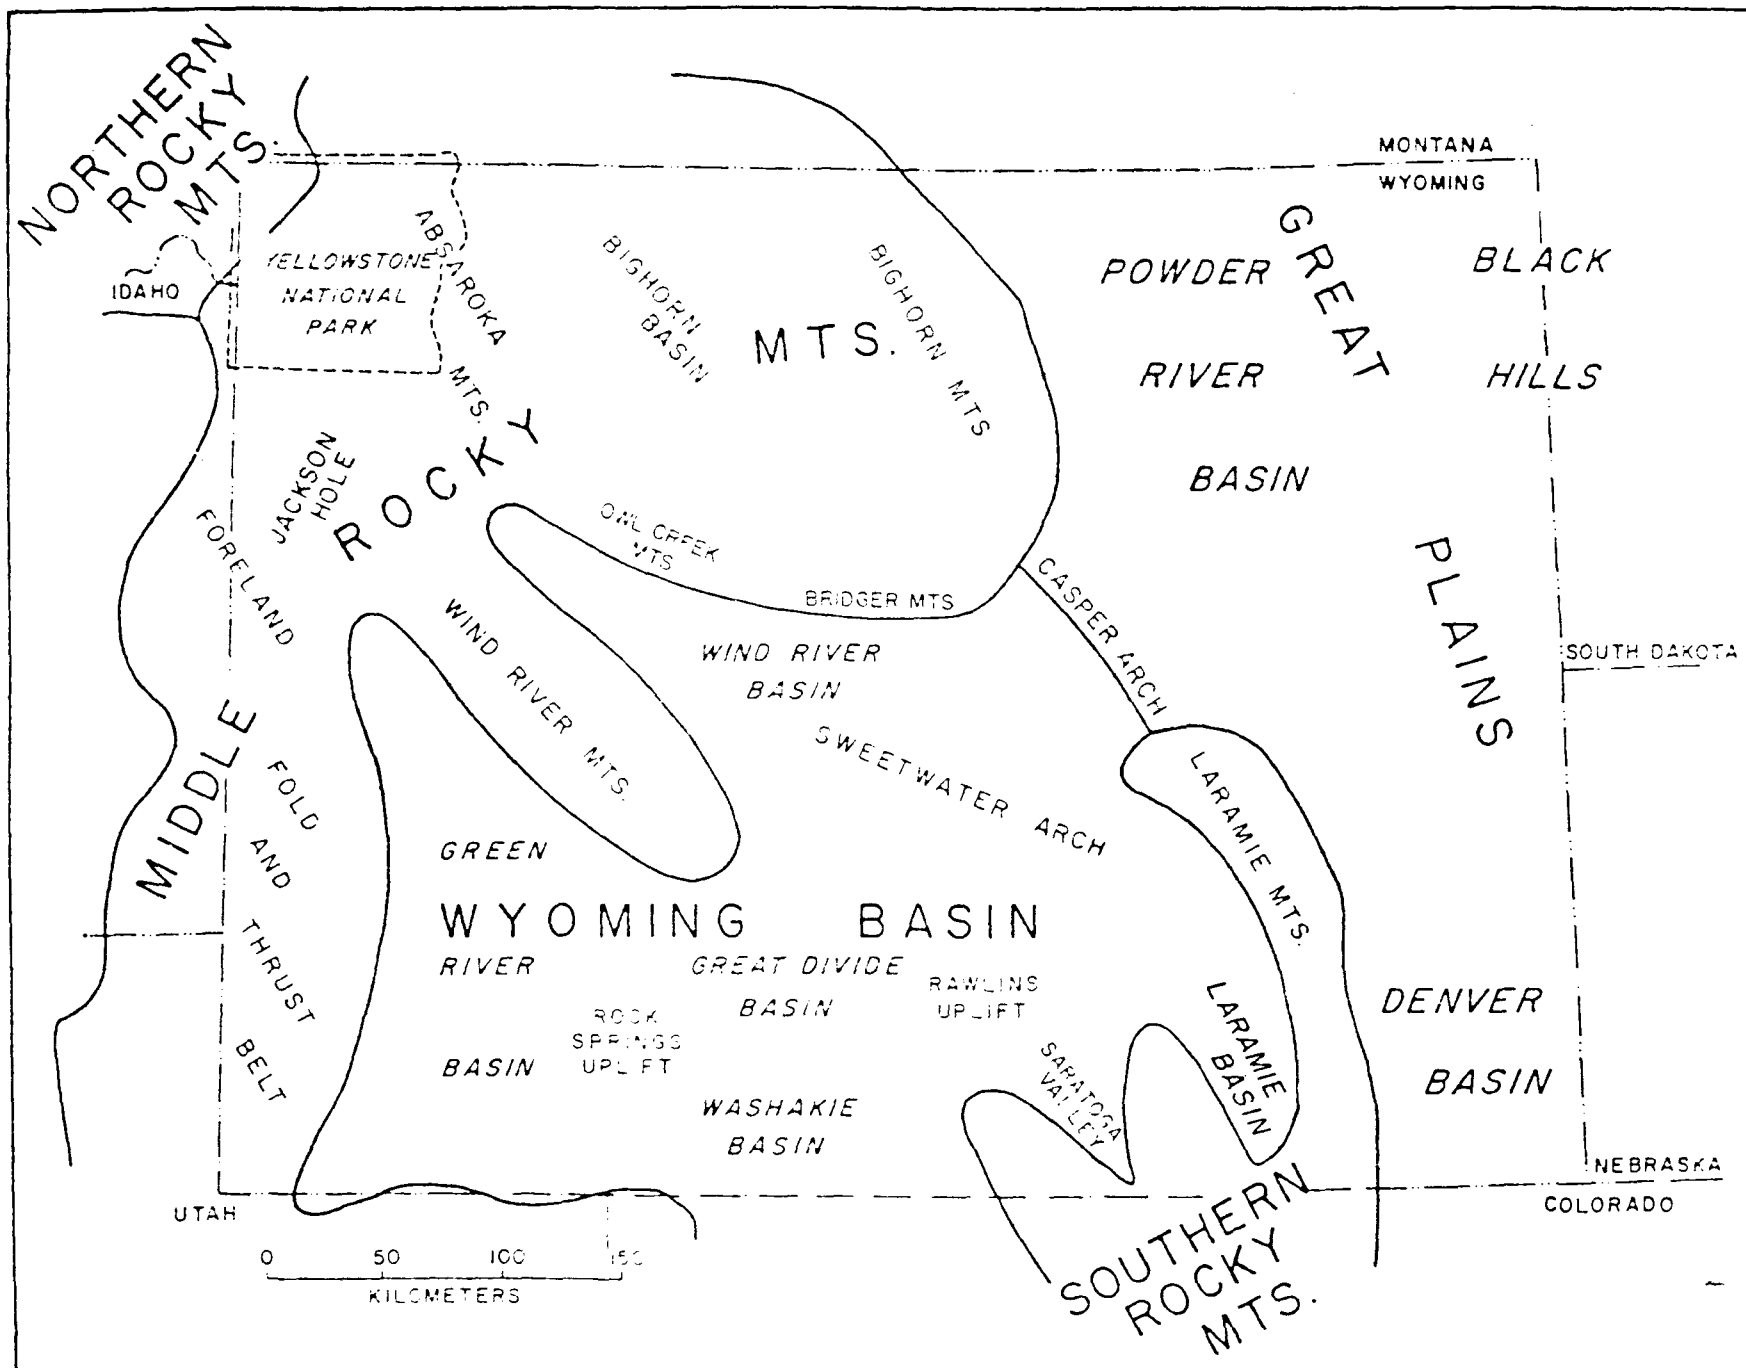 NORTHERN
ROCKY
MTS.
MONTANA
WYOMING
IDAHO
YELLOWSTONE
NATIONAL
PARK
ABSAROKA MTS.
BIGHORN
BASIN
BIGHORN MTS
POWDER
RIVER
BASIN
GREAT
PLAINS
BLACK
HILLS
MIDDLE
ROCKY
MTS.
JACKSON
HOLE
FORELAND
FOLD
AND
THRUST
BELT
OWL CREEK
MTS
BRIDGER MTS
WIND RIVER MTS.
WIND RIVER
BASIN
CASPER ARCH
SOUTH DAKOTA
SWEETWATER ARCH
LARAMIE MTS.
GREEN
RIVER
BASIN
WYOMING BASIN
GREAT DIVIDE
BASIN
RAWLINS
UPLIFT
ROCK
SPRINGS
UPLIFT
WASHAKIE
BASIN
SARATOGA
VALLEY
LARAMIE
BASIN
DENVER
BASIN
NEBRASKA
COLORADO
UTAH
SOUTHERN
ROCKY
MTS.
0 50 100 150
KILOMETERS